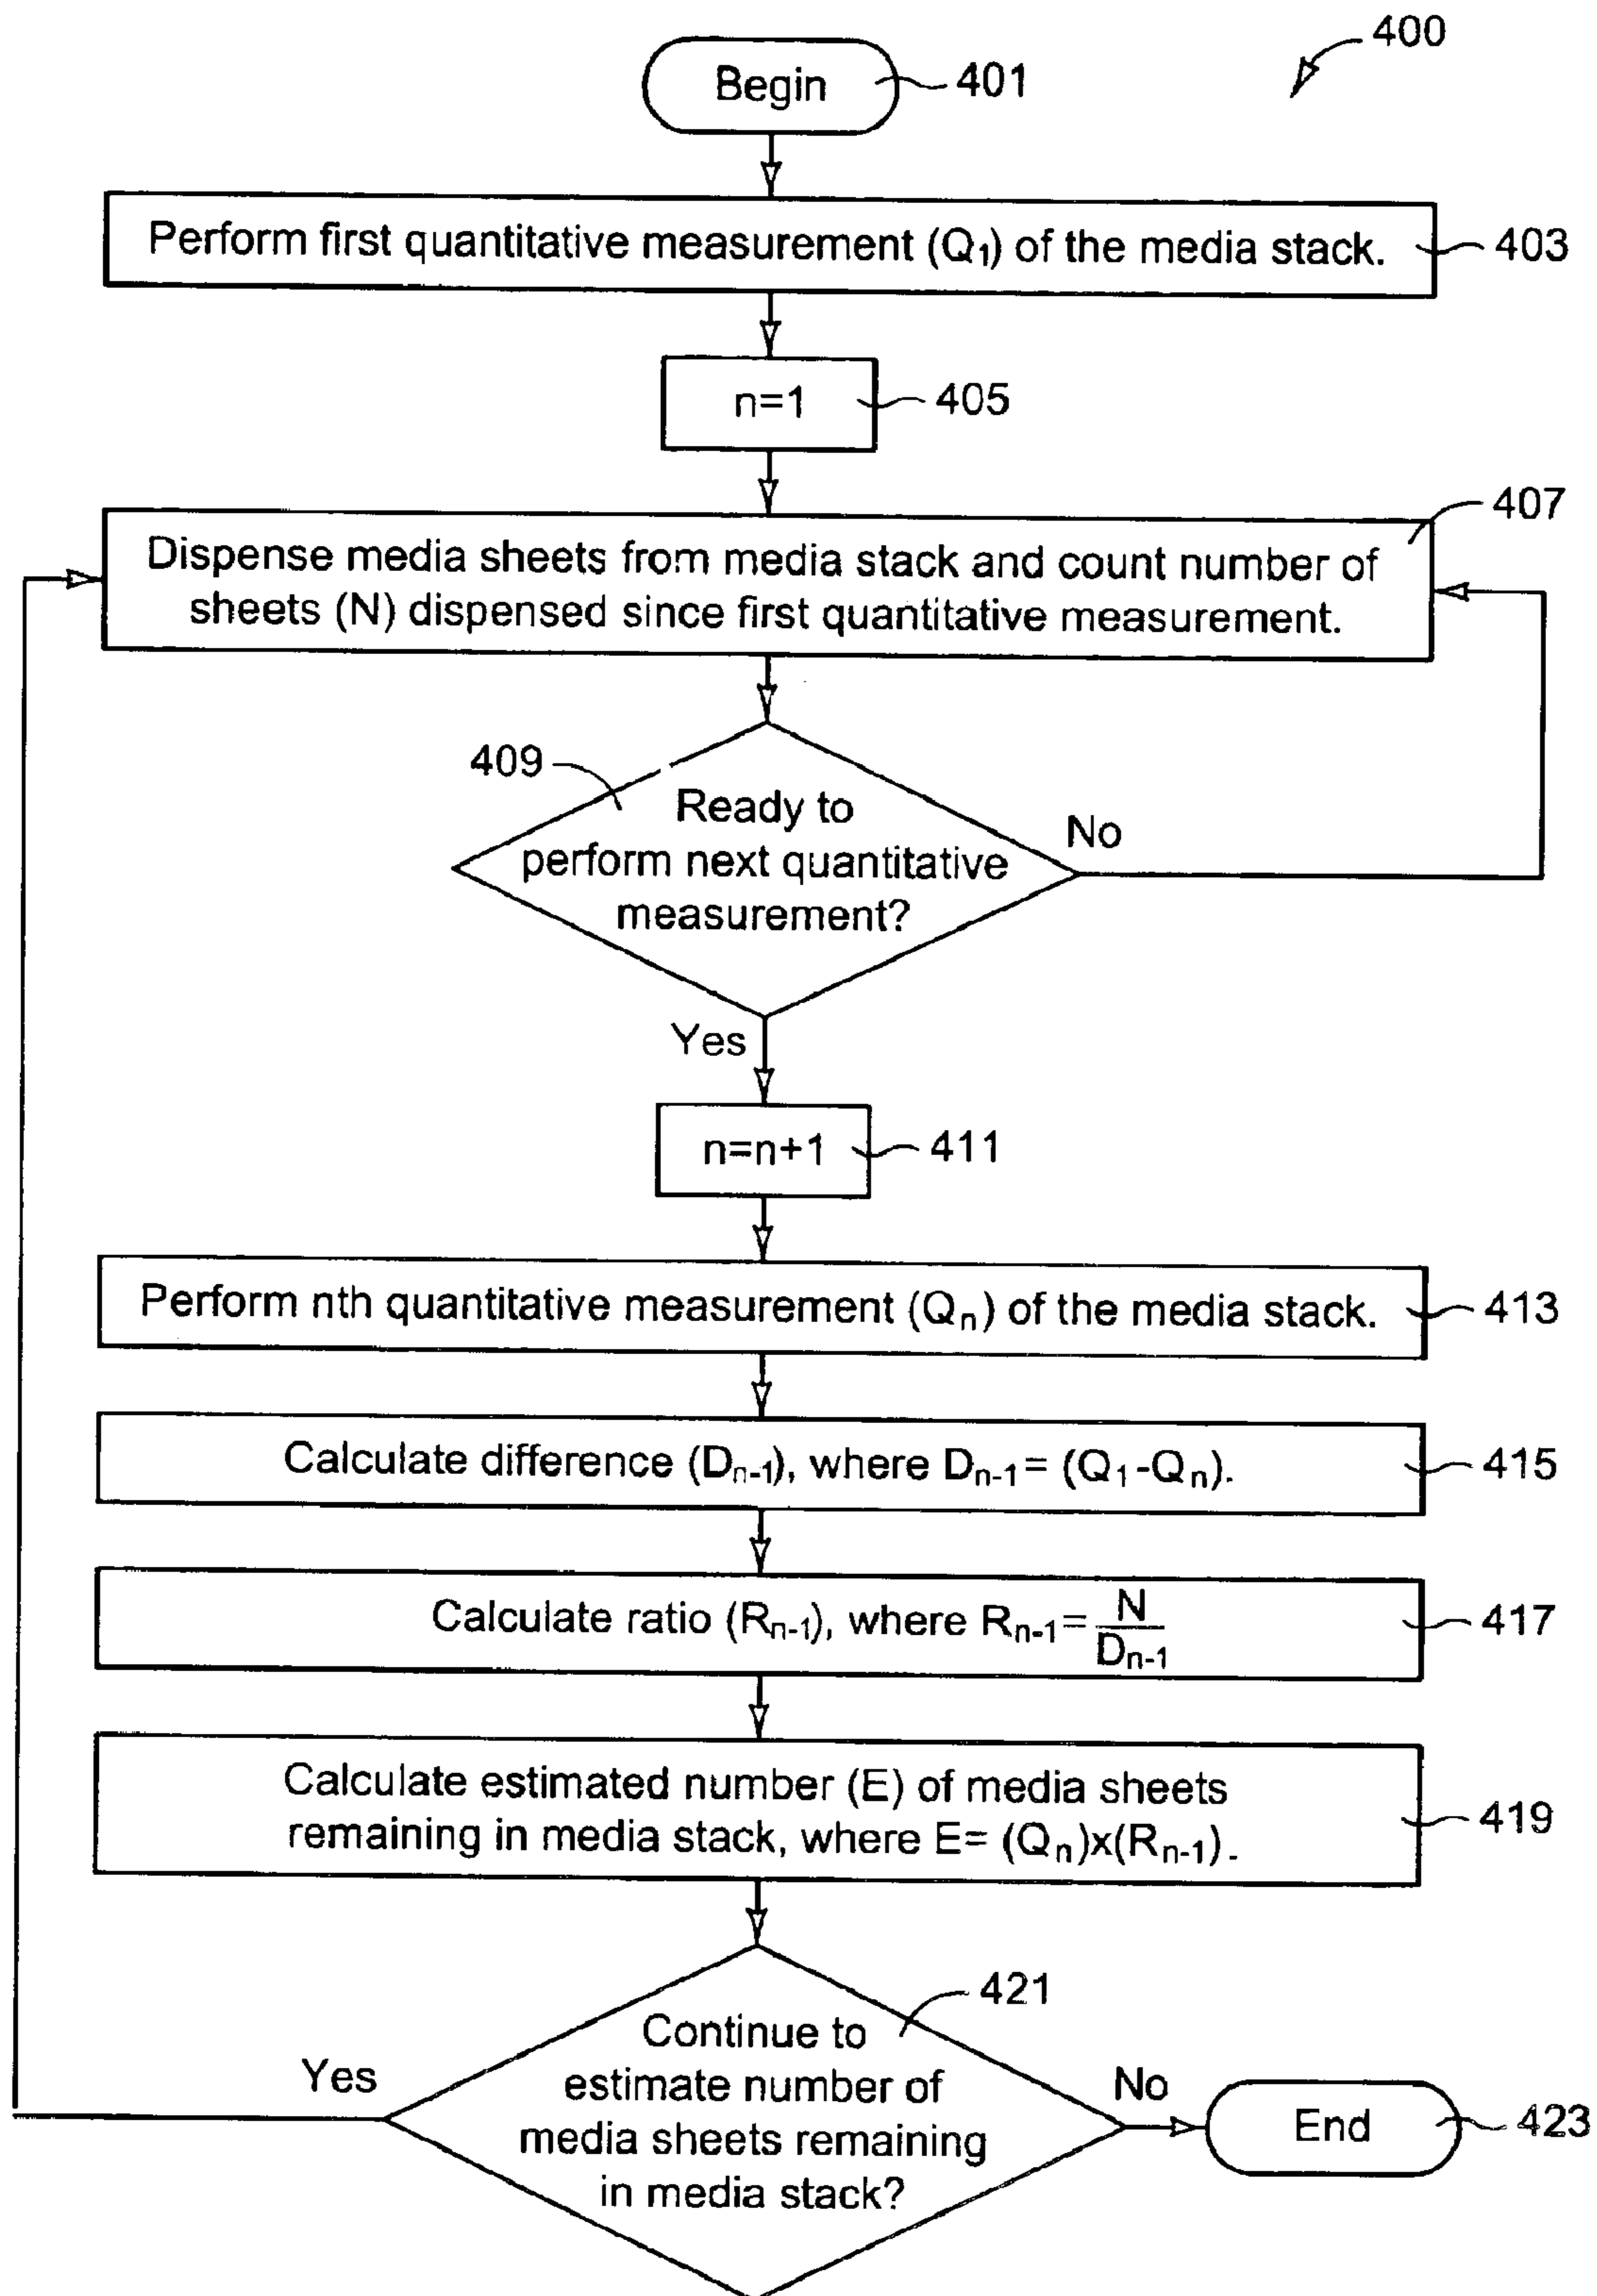 400
Begin
401
Perform first quantitative measurement (Q₁) of the media stack.
403
n=1
405
407
Dispense media sheets from media stack and count number of
sheets (N) dispensed since first quantitative measurement.
409
Ready to
perform next quantitative
measurement?
No
Yes
n=n+1
411
Perform nth quantitative measurement (Qₙ) of the media stack.
413
Calculate difference (Dₙ₋₁), where Dₙ₋₁= (Q₁-Qₙ).
415
Calculate ratio (Rₙ₋₁), where Rₙ₋₁= N
Dₙ₋₁
417
Calculate estimated number (E) of media sheets
remaining in media stack, where E= (Qₙ)x(Rₙ₋₁).
419
421
Continue to
estimate number of
media sheets remaining
in media stack?
Yes
No
End
423